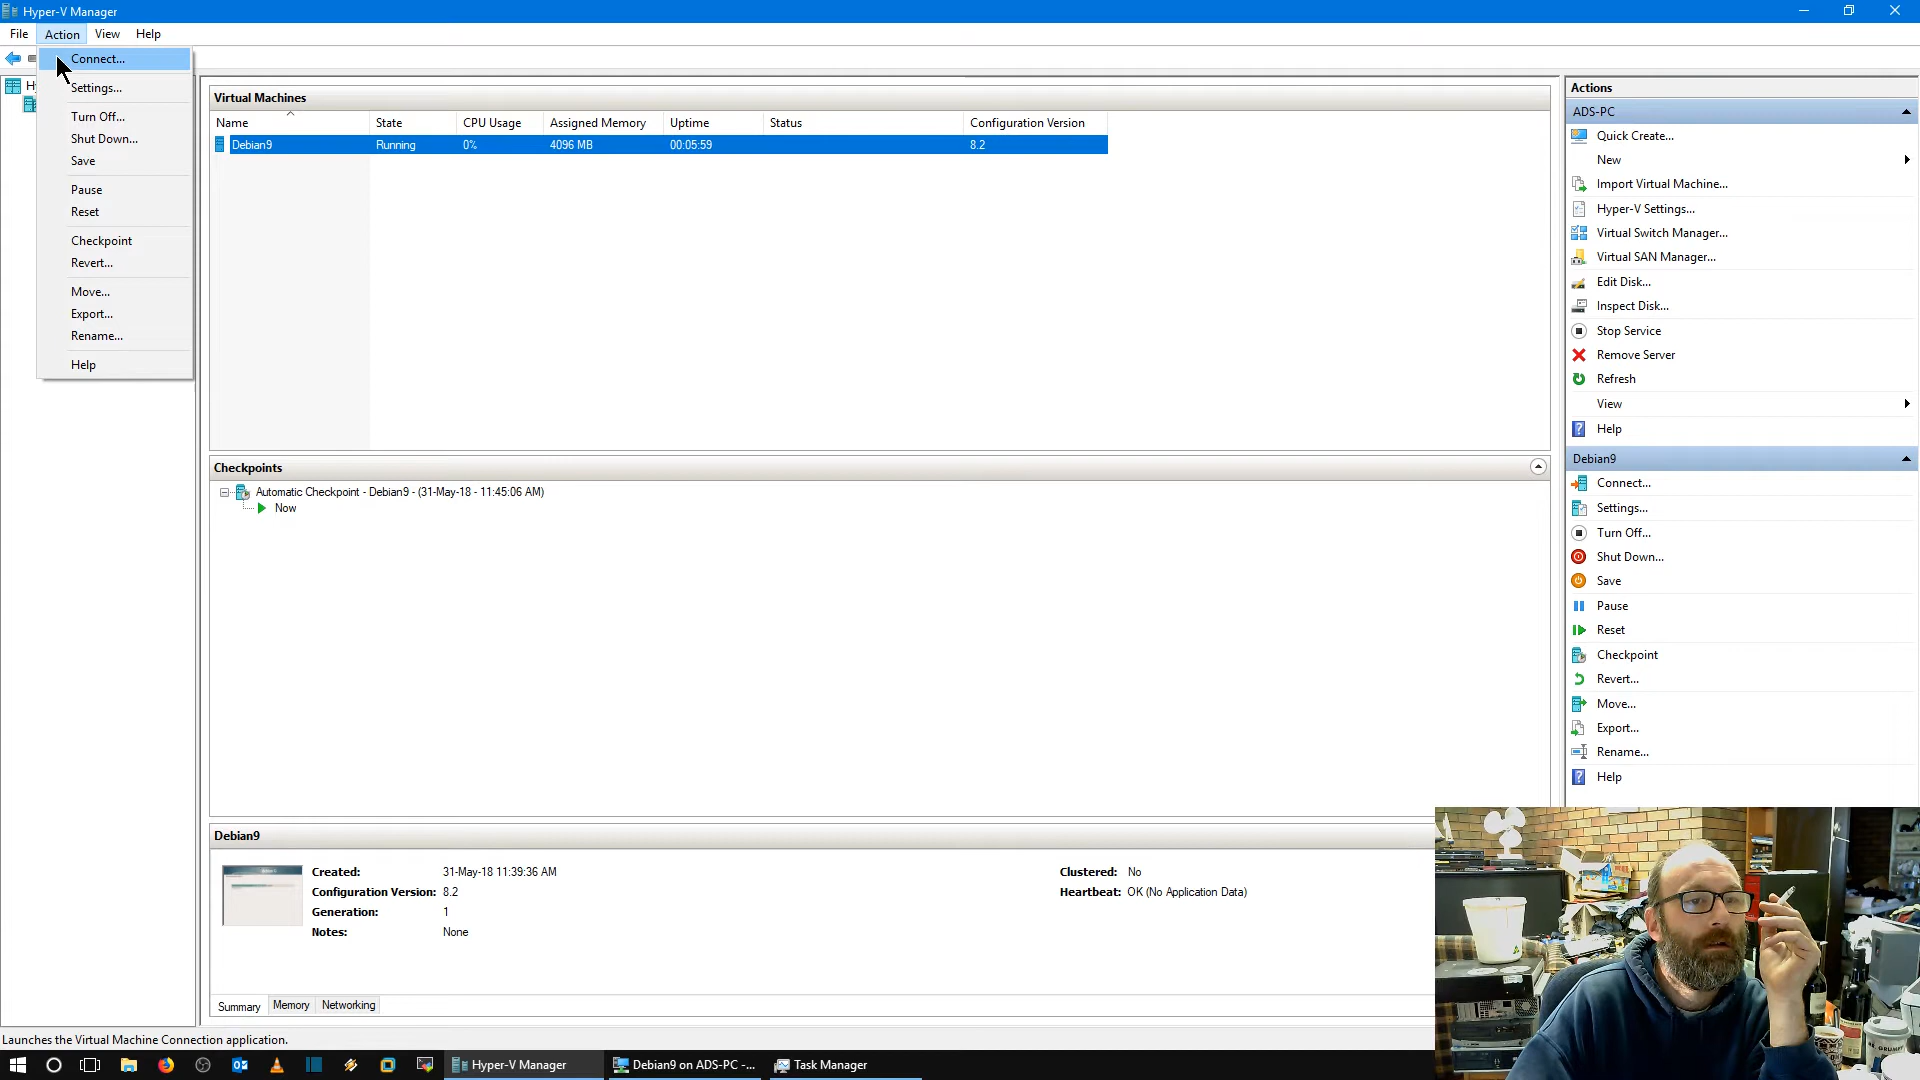 Hyper-V Manager
File Action View Help
Connect...
Settings...
Turn Off...
Shut Down...
Save
Pause
Reset
Checkpoint
Revert...
Move...
Export...
Rename...
Help
Virtual Machines
Name State CPU Usage Assigned Memory Uptime Status Configuration Version
Debian9 Running 0% 4096 MB 00:05:59 8.2
Checkpoints
Automatic Checkpoint - Debian9 - (31-May-18 - 11:45:06 AM)
Now
Debian9
Created: 31-May-18 11:39:36 AM Clustered: No
Configuration Version: 8.2 Heartbeat: OK (No Application Data)
Generation: 1
Notes: None
Summary Memory Networking
Actions
ADS-PC
Quick Create...
New
Import Virtual Machine...
Hyper-V Settings...
Virtual Switch Manager...
Virtual SAN Manager...
Edit Disk...
Inspect Disk...
Stop Service
Remove Server
Refresh
View
Help
Debian9
Connect...
Settings...
Turn Off...
Shut Down...
Save
Pause
Reset
Checkpoint
Revert...
Move...
Export...
Rename...
Help
Launches the Virtual Machine Connection application.
Hyper-V Manager Debian9 on ADS-PC -... Task Manager